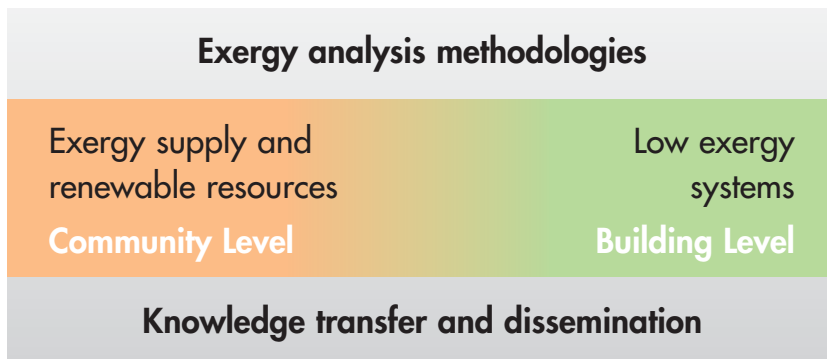 Exergy analysis methodologies
Exergy supply and
renewable resources
Community Level
Low exergy
systems
Building Level
Knowledge transfer and dissemination